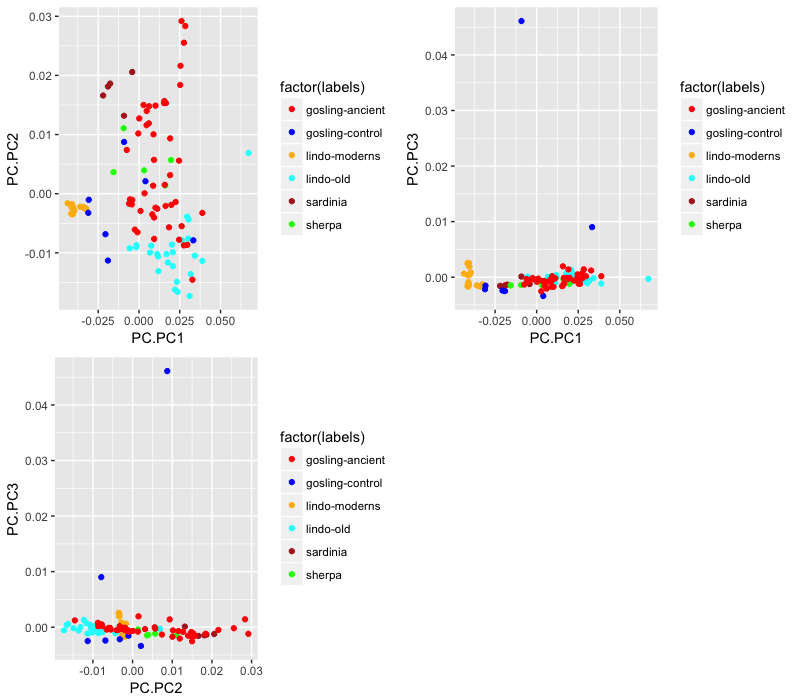 0.03
0.02
0.01
0.00
-0.01
PC.PC2
-0.025 0.000 0.025 0.050
PC.PC1
factor(labels)
gosling-ancient
gosling-control
lindo-moderns
lindo-old
sardinia
sherpa
0.04
0.03
0.02
0.01
0.00
PC.PC3
-0.025 0.000 0.025 0.050
PC.PC1
factor(labels)
gosling-ancient
gosling-control
lindo-moderns
lindo-old
sardinia
sherpa
0.04
0.03
0.02
0.01
0.00
PC.PC3
-0.01 0.00 0.01 0.02 0.03
PC.PC2
factor(labels)
gosling-ancient
gosling-control
lindo-moderns
lindo-old
sardinia
sherpa